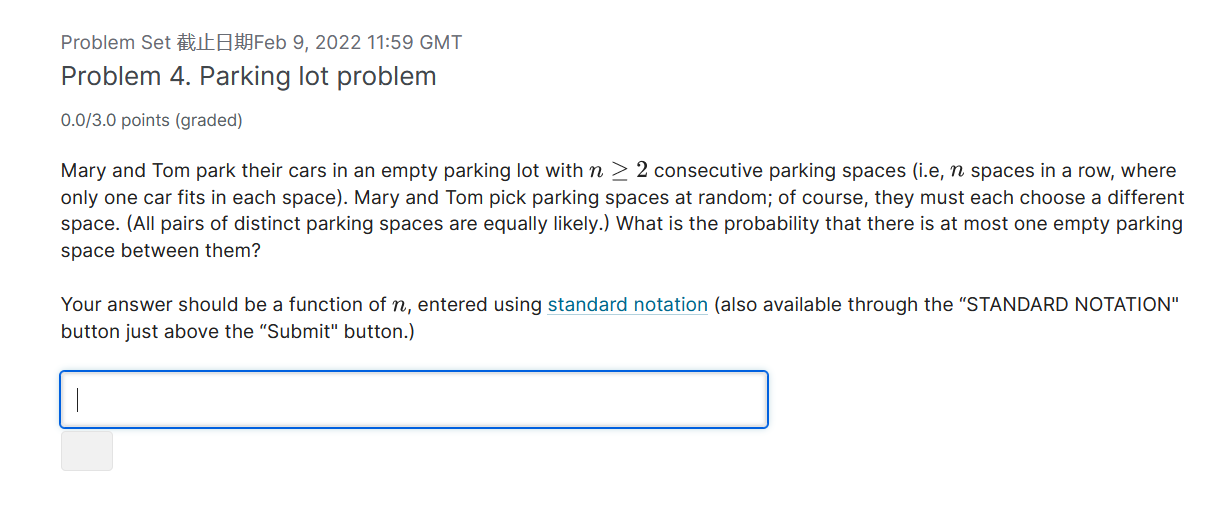 Problem Set 截止日期Feb 9, 2022 11:59 GMT
Problem 4. Parking lot problem
0.0/3.0 points (graded)
Mary and Tom park their cars in an empty parking lot with n ≥ 2 consecutive parking spaces (i.e, n spaces in a row, where
only one car fits in each space). Mary and Tom pick parking spaces at random; of course, they must each choose a different
space. (All pairs of distinct parking spaces are equally likely.) What is the probability that there is at most one empty parking
space between them?
Your answer should be a function of n, entered using standard notation (also available through the “STANDARD NOTATION"
button just above the “Submit" button.)